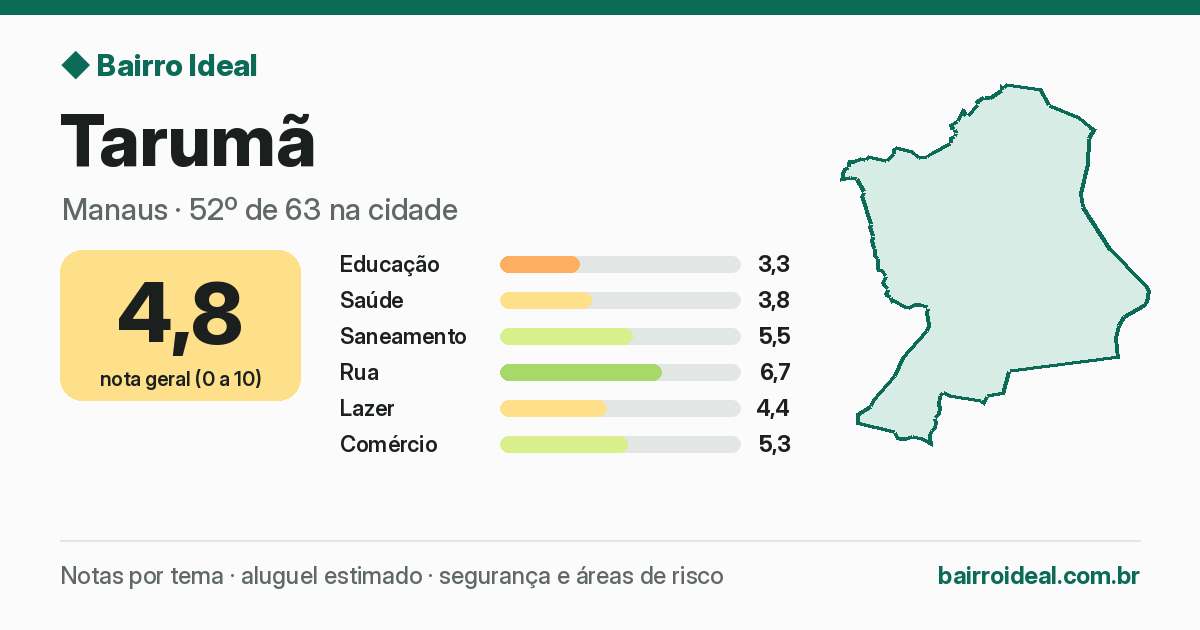 Bairro Ideal
Tarumã
Manaus · 52º de 63 na cidade
4,8
nota geral (0 a 10)
Educação 3,3
Saúde 3,8
Saneamento 5,5
Rua 6,7
Lazer 4,4
Comércio 5,3
Notas por tema · aluguel estimado · segurança e áreas de risco
bairroideal.com.br